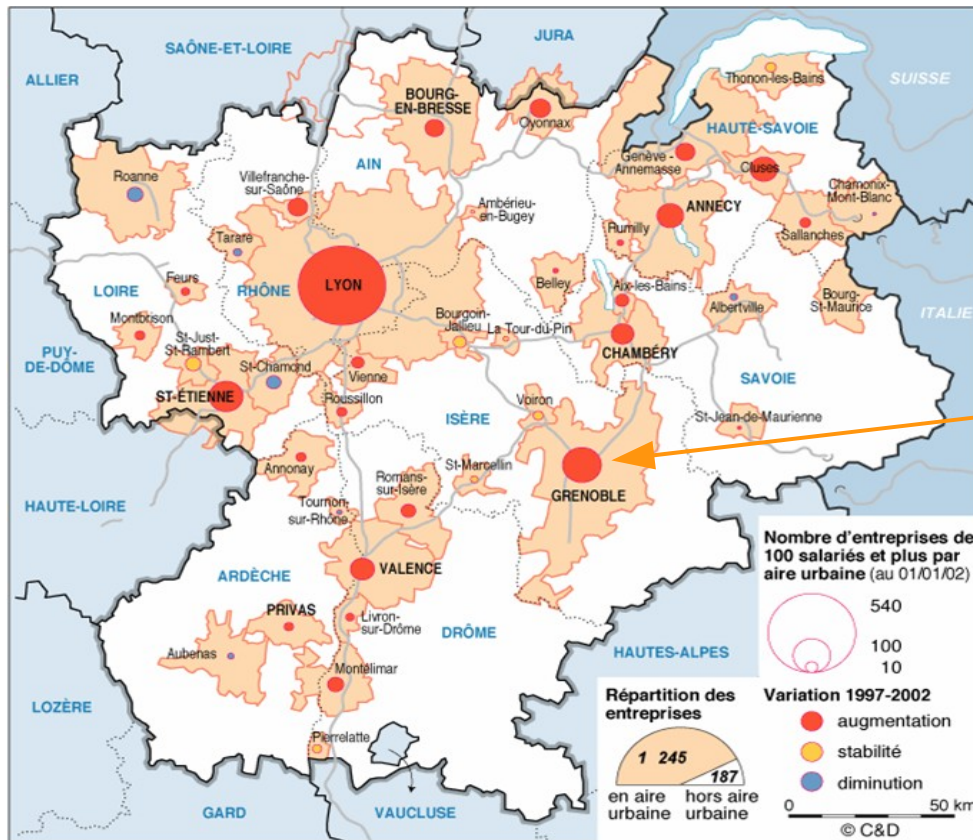 SAÔNE-ET-LOIRE
JURA
ALLIER
SUISSE
Thonon-les-Bains
BOURG-
EN-BRESSE
Oyonnax
HAUTE-SAVOIE
AIN
Genève -
Annemasse
Cluses
Roanne
Villefranche-
sur-Saône
Chamonix-
Mont-Blanc
Ambérieu-
en-Bugey
ANNECY
Rumilly
Sallanches
Tarare
LYON
Feurs
Belley
Aix-les-Bains
LOIRE
RHÔNE
Albertville
Bourg-
St-Maurice
ITALIE
Montbrison
Bourgoin-
Jallieu
La Tour-du-Pin
St-Just-
St-Rambert
CHAMBÉRY
PUY-
DE-DÔME
St-Chamond
Vienne
SAVOIE
ST-ÉTIENNE
Roussillon
Voiron
ISÈRE
St-Jean-de-Maurienne
Annonay
St-Marcellin
Romans-
sur-Isère
GRENOBLE
HAUTE-LOIRE
Tournon-
sur-Rhône
VALENCE
ARDÈCHE
PRIVAS
Livron-
sur-Drôme
DRÔME
Aubenas
Montélimar
HAUTES-ALPES
LOZÈRE
Pierrelatte
GARD
VAUCLUSE
Nombre d'entreprises de
100 salariés et plus par
aire urbaine (au 01/01/02)
540
100
10
Répartition des
entreprises
1 245
187
en aire
urbaine
hors aire
urbaine
Variation 1997-2002
augmentation
stabilité
diminution
0 50 km
© C&D